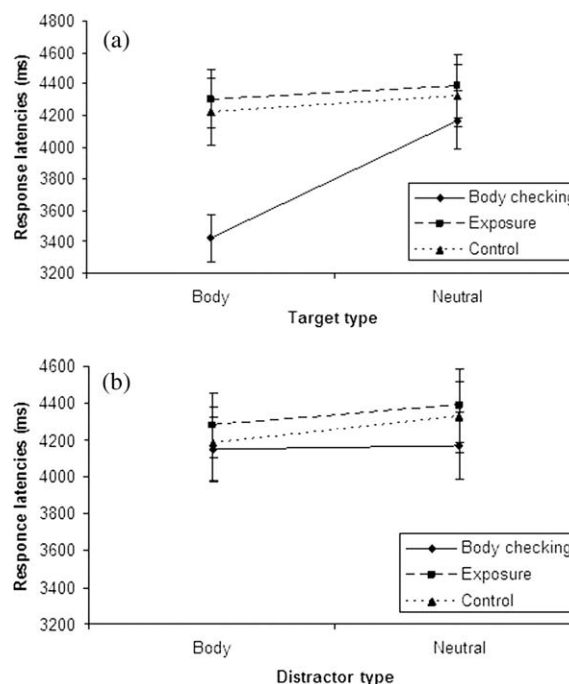 (a)
4800
4600
4400
4200
4000
3800
3600
3400
3200
Response latencies (ms)
Body checking
Exposure
Control
Body
Neutral
Target type
(b)
4600
4400
4200
4000
3800
3600
3400
3200
Responce latencies (ms)
Body checking
Exposure
Control
Body
Neutral
Distractor type